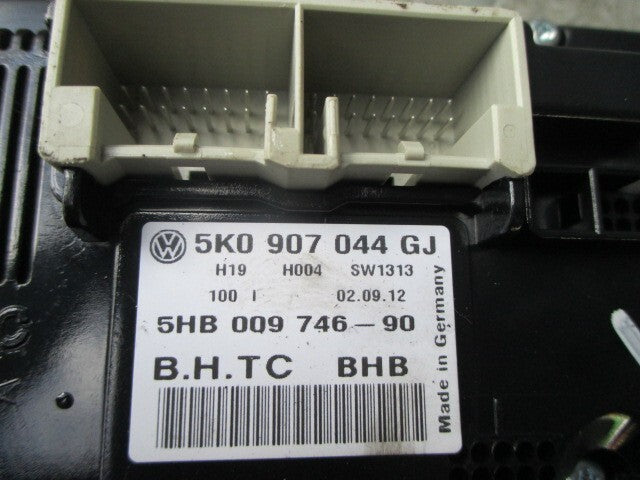 5K0 907 044 GJ
H19 H004 SW1313
100 I 02.09.12
5HB 009 746-90
B.H.TC BHB
Made in Germany